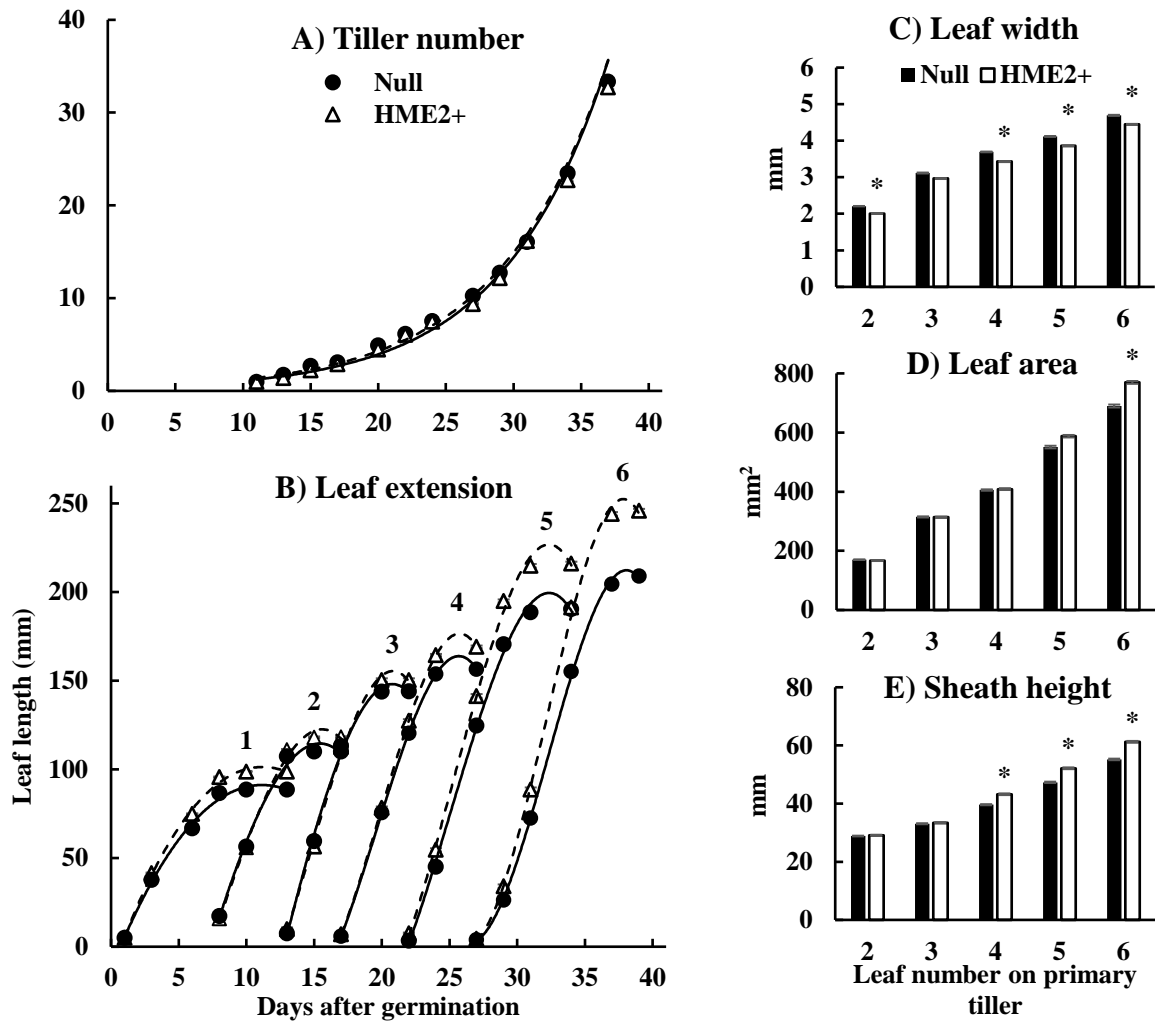 A) Tiller number
Null
HME2+
40
30
20
10
0
0 5 10 15 20 25 30 35 40
B) Leaf extension
Leaf length (mm)
250
200
150
100
50
0
1 2 3 4 5 6
0 5 10 15 20 25 30 35 40
Days after germination
C) Leaf width
Null HME2+
mm
6
5
4
3
2
1
0
* * * *
2 3 4 5 6
D) Leaf area
mm²
800
600
400
200
0
*
2 3 4 5 6
E) Sheath height
mm
80
60
40
20
0
* * *
2 3 4 5 6
Leaf number on primary
tiller